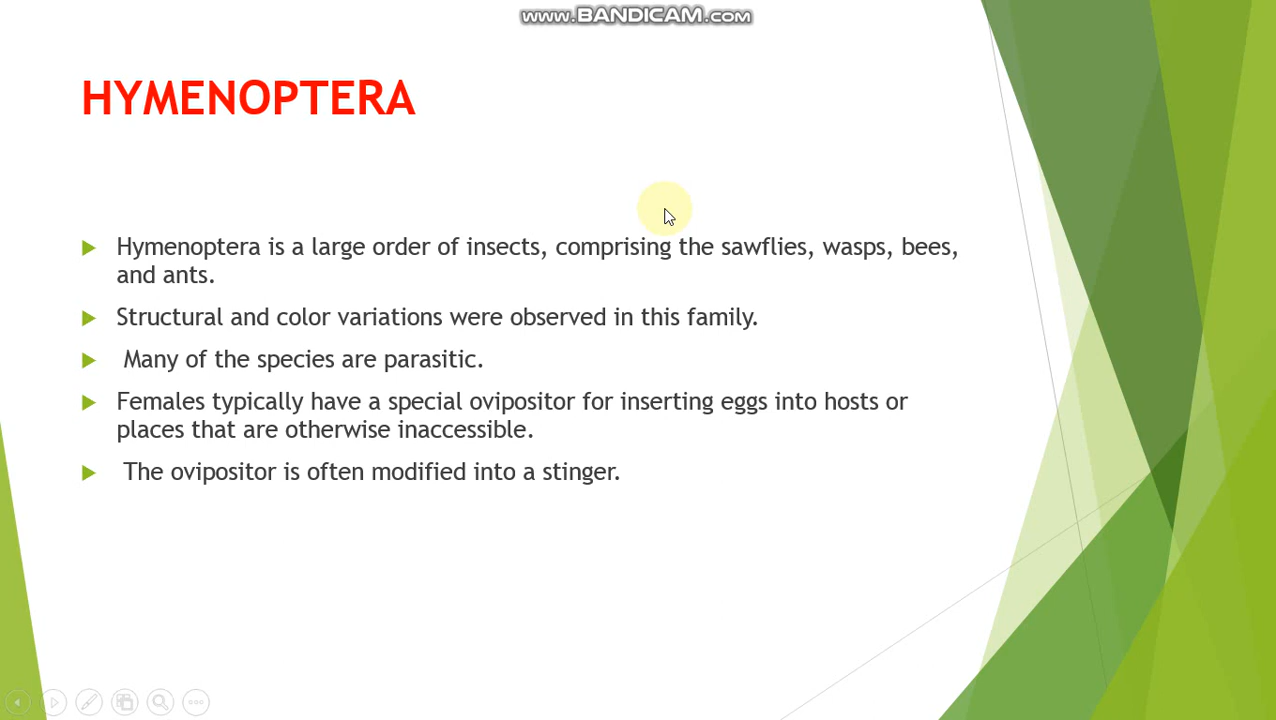 www.BANDICAM.com
HYMENOPTERA
Hymenoptera is a large order of insects, comprising the sawflies, wasps, bees,
and ants.
Structural and color variations were observed in this family.
Many of the species are parasitic.
Females typically have a special ovipositor for inserting eggs into hosts or
places that are otherwise inaccessible.
The ovipositor is often modified into a stinger.